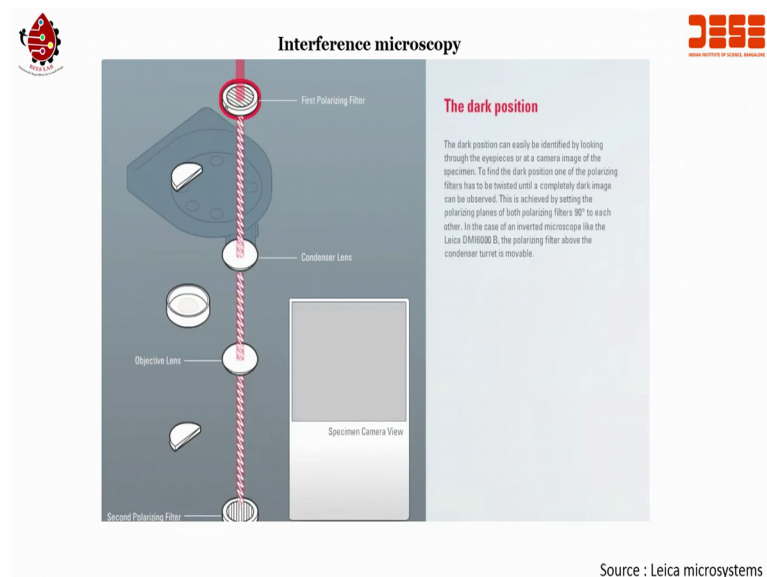 Interference microscopy
BEES LAB
DESE
INDIAN INSTITUTE OF SCIENCE, BANGALORE
First Polarizing Filter
Condenser Lens
Objective Lens
Specimen Camera View
Second Polarizing Filter
The dark position
The dark position can easily be identified by looking
through the eyepieces or at a camera image of the
specimen. To find the dark position one of the polarizing
filters has to be twisted until a completely dark image
can be observed. This is achieved by setting the
polarizing planes of both polarizing filters 90° to each
other. In the case of an inverted microscope like the
Leica DMI6000 B, the polarizing filter above the
condenser turret is movable.
Source : Leica microsystems